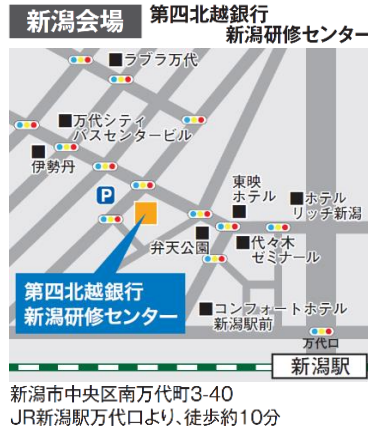 新潟会場
第四北越銀行
新潟研修センター
ラブラ万代
万代シティ
バスセンタービル
伊勢丹
P
東映
ホテル
ホテル
リッチ新潟
弁天公園
代々木
ゼミナール
第四北越銀行
新潟研修センター
コンフォートホテル
新潟駅前
万代口
新潟駅
新潟市中央区南万代町3-40
JR新潟駅万代口より、徒歩約10分